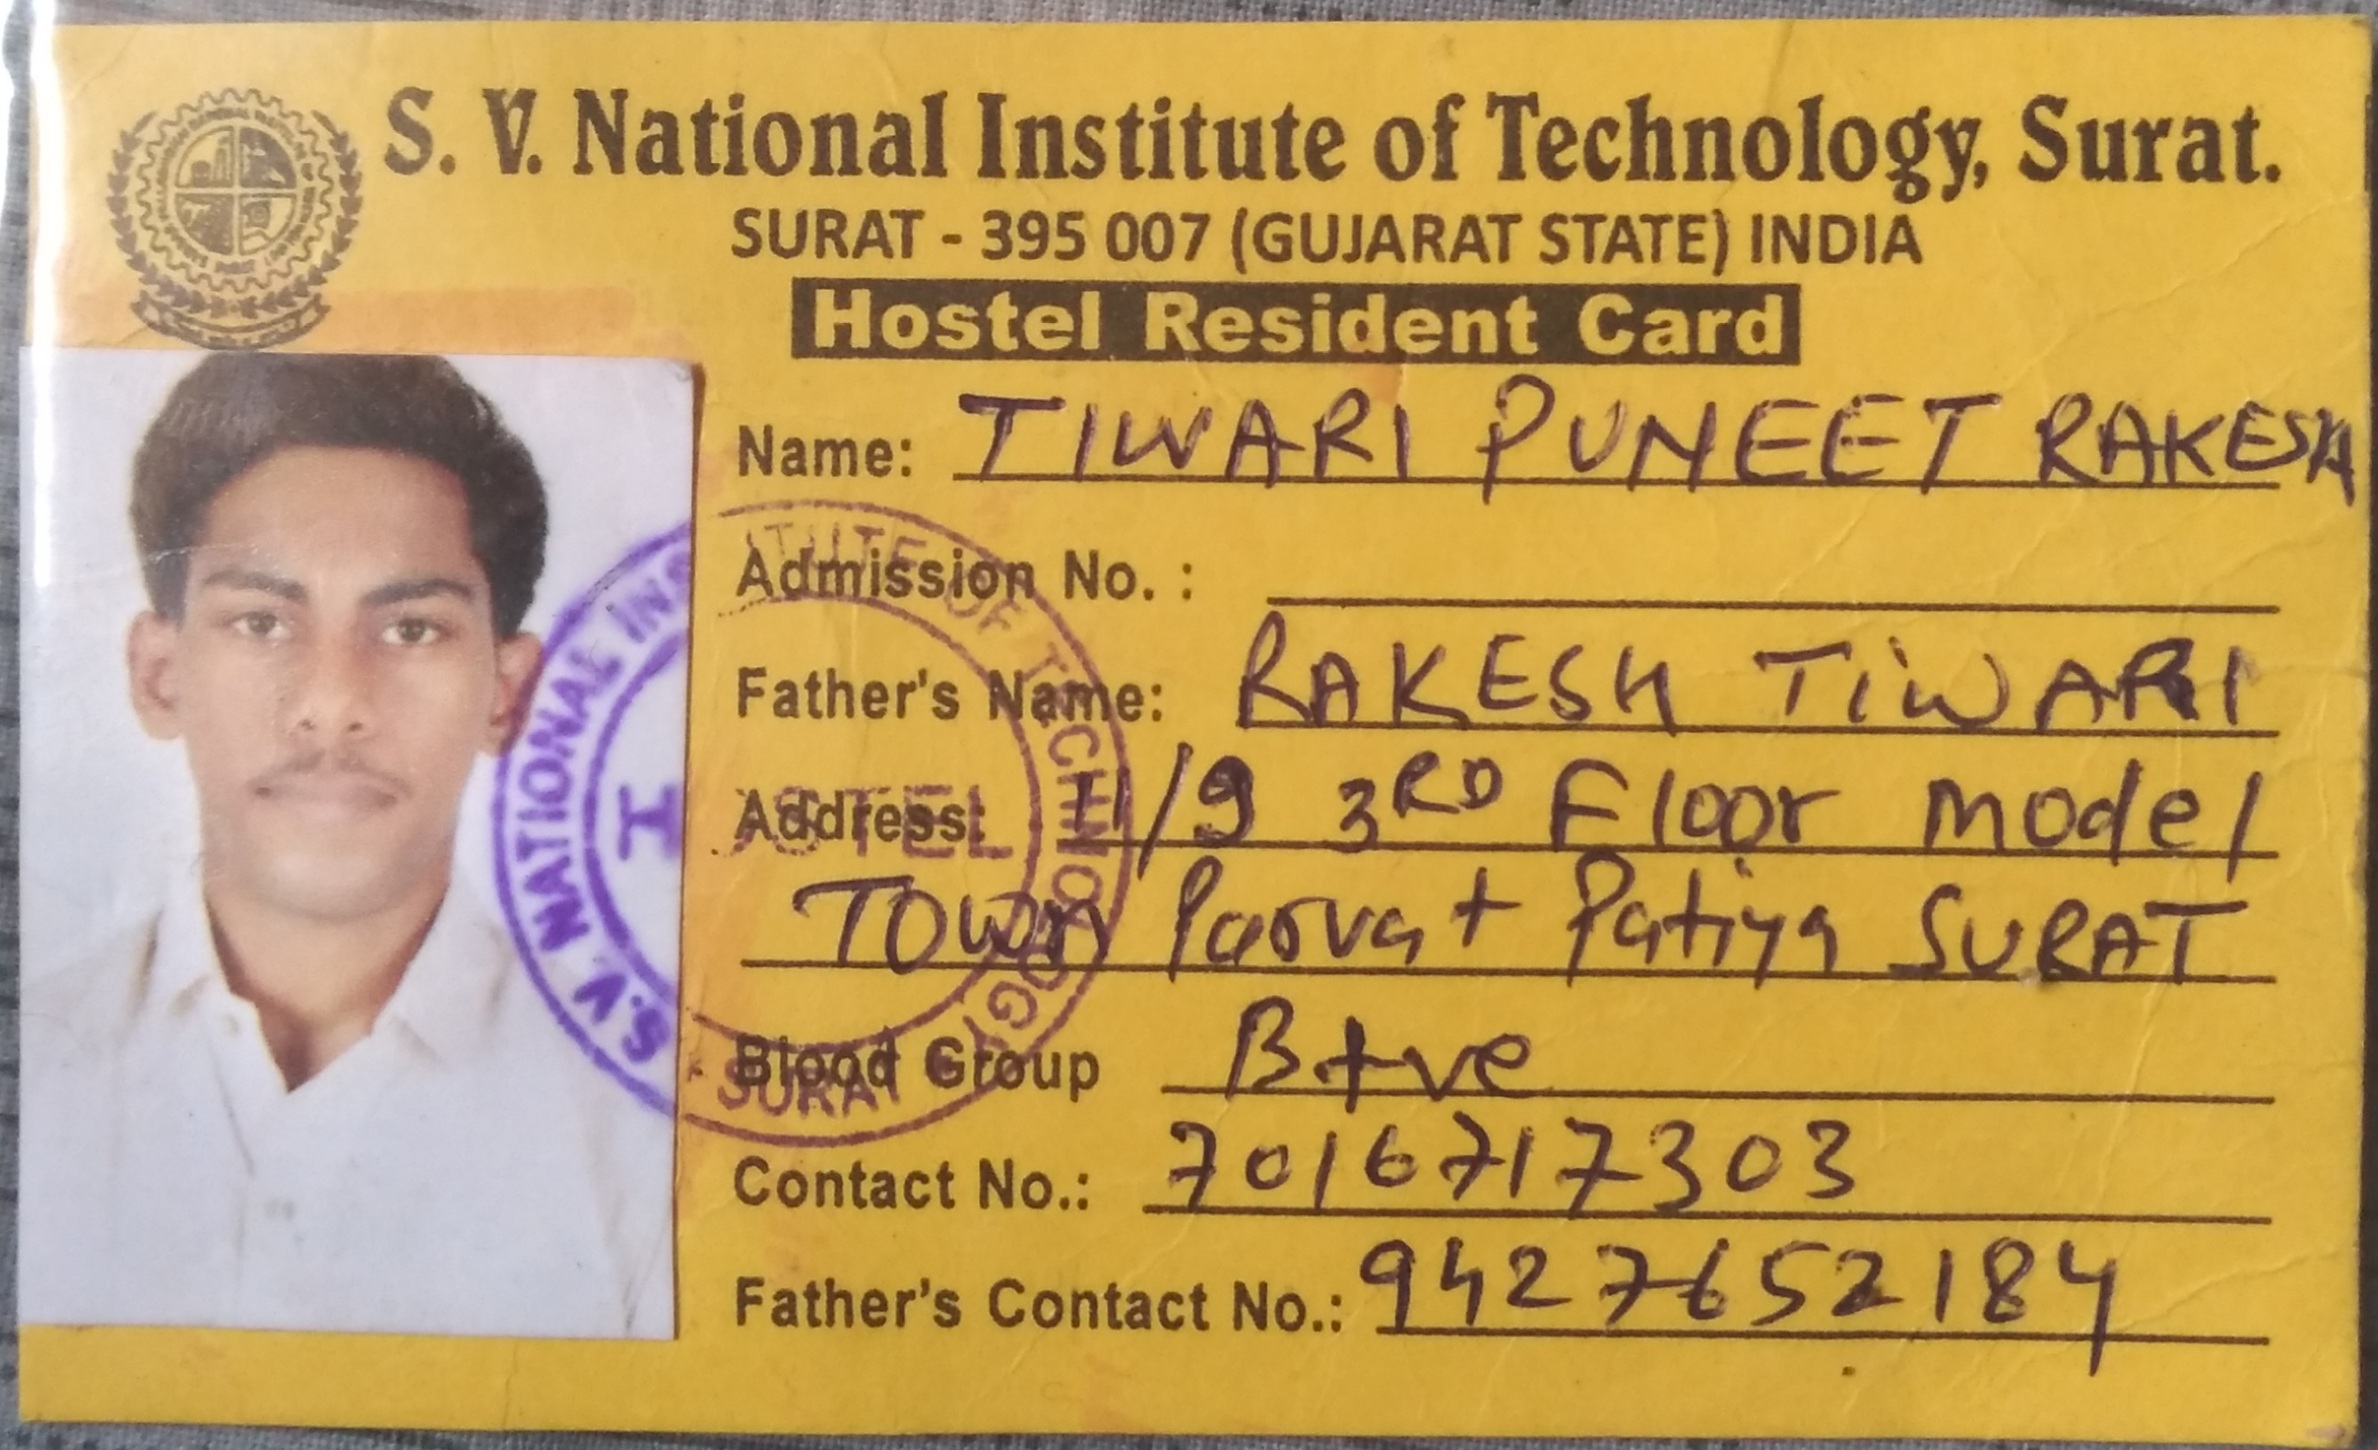 S. V. National Institute of Technology, Surat.
SURAT - 395 007 (GUJARAT STATE) INDIA
Hostel Resident Card
Name: TIWARI PUNEET RAKESH
Admission No. :
Father's Name: RAKESH TIWARI
Address: /9 3RD Floor model
TOWN Parvat Patiya SURAT
Blood Group B+ve
Contact No.: 7016717303
Father's Contact No.: 9427652184
S.V. NATIONAL INSTITUTE OF TECHNOLOGY SURAT